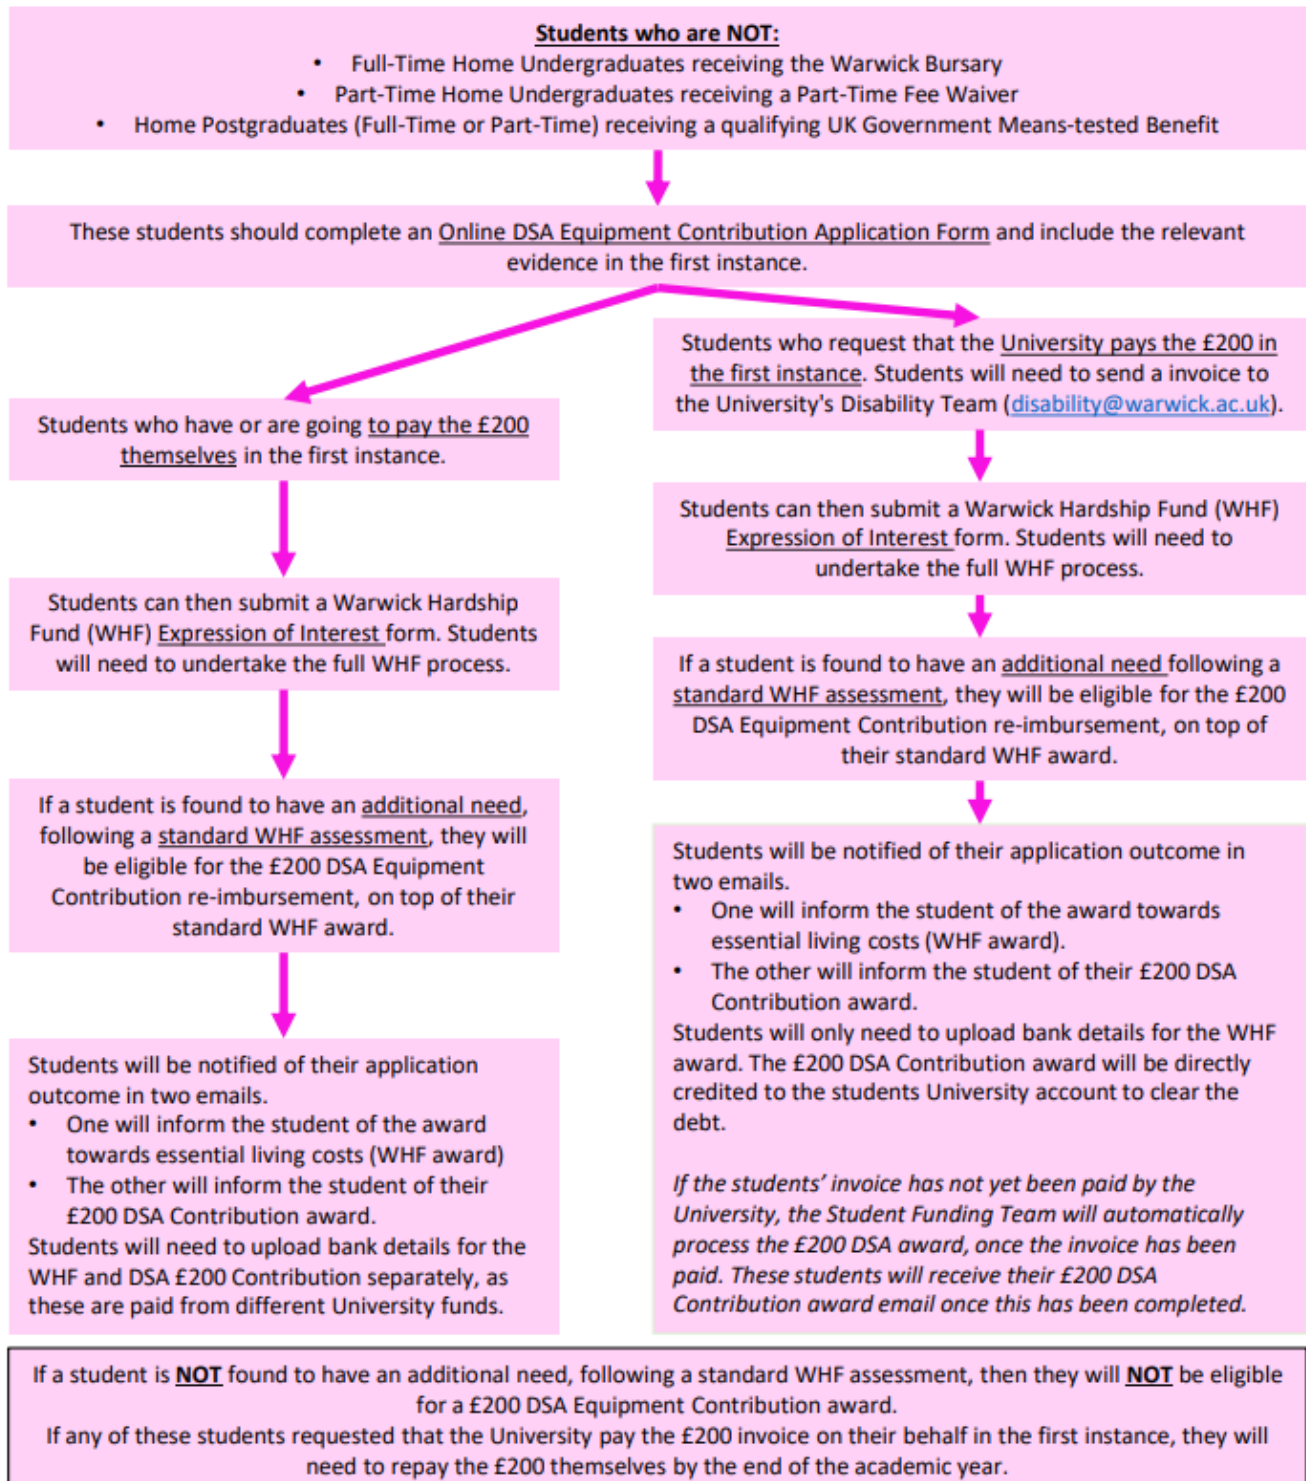 Students who are NOT:
• Full-Time Home Undergraduates receiving the Warwick Bursary
• Part-Time Home Undergraduates receiving a Part-Time Fee Waiver
• Home Postgraduates (Full-Time or Part-Time) receiving a qualifying UK Government Means-tested Benefit
These students should complete an Online DSA Equipment Contribution Application Form and include the relevant
evidence in the first instance.
Students who have or are going to pay the £200
themselves in the first instance.
Students can then submit a Warwick Hardship
Fund (WHF) Expression of Interest form. Students
will need to undertake the full WHF process.
If a student is found to have an additional need,
following a standard WHF assessment, they will
be eligible for the £200 DSA Equipment
Contribution re-imbursement, on top of their
standard WHF award.
Students will be notified of their application
outcome in two emails.
• One will inform the student of the award
towards essential living costs (WHF award)
• The other will inform the student of their
£200 DSA Contribution award.
Students will need to upload bank details for the
WHF and DSA £200 Contribution separately, as
these are paid from different University funds.
Students who request that the University pays the £200 in
the first instance. Students will need to send a invoice to
the University's Disability Team (disability@warwick.ac.uk).
Students can then submit a Warwick Hardship Fund (WHF)
Expression of Interest form. Students will need to
undertake the full WHF process.
If a student is found to have an additional need following a
standard WHF assessment, they will be eligible for the £200
DSA Equipment Contribution re-imbursement, on top of
their standard WHF award.
Students will be notified of their application outcome in
two emails.
• One will inform the student of the award towards
essential living costs (WHF award).
• The other will inform the student of their £200 DSA
Contribution award.
Students will only need to upload bank details for the WHF
award. The £200 DSA Contribution award will be directly
credited to the students University account to clear the
debt.
If the students’ invoice has not yet been paid by the
University, the Student Funding Team will automatically
process the £200 DSA award, once the invoice has been
paid. These students will receive their £200 DSA
Contribution award email once this has been completed.
If a student is NOT found to have an additional need, following a standard WHF assessment, then they will NOT be eligible
for a £200 DSA Equipment Contribution award.
If any of these students requested that the University pay the £200 invoice on their behalf in the first instance, they will
need to repay the £200 themselves by the end of the academic year.